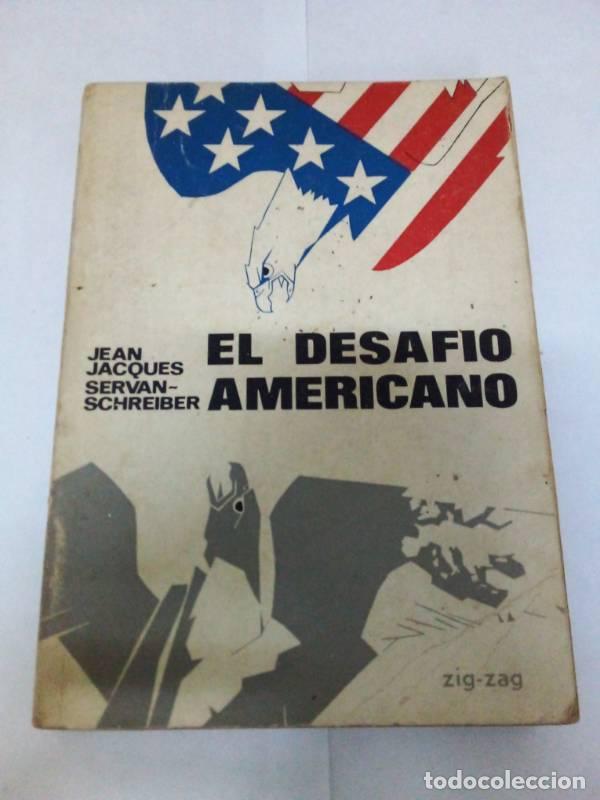 JEAN
JACQUES
SERVAN-
SCHREIBER
EL DESAFIO
AMERICANO
zig-zag
todocoleccion